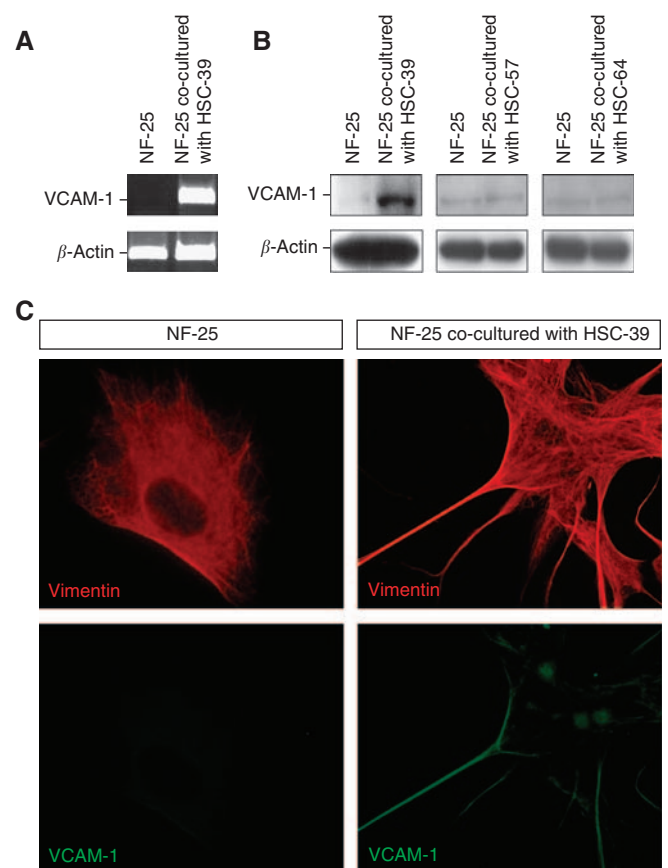 A
NF-25
NF-25 co-cultured
with HSC-39
VCAM-1
β-Actin
B
NF-25
NF-25 co-cultured
with HSC-39
NF-25
NF-25 co-cultured
with HSC-57
NF-25
NF-25 co-cultured
with HSC-64
VCAM-1
β-Actin
C
NF-25
NF-25 co-cultured with HSC-39
Vimentin
Vimentin
VCAM-1
VCAM-1